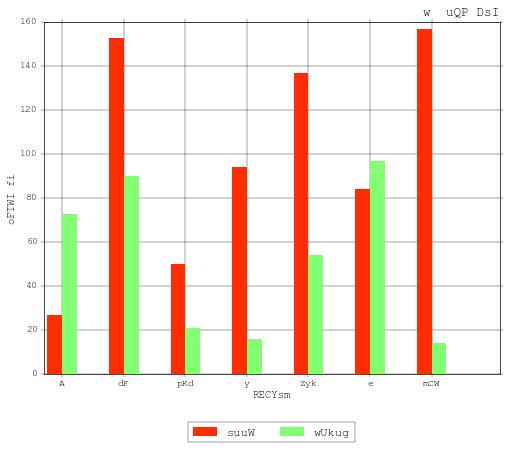 w  uQP DsI
160
140
120
100
80
60
40
20
0
oFTWI fi
A dF pKd y Zyk e mCW
RECYsm
suuW wUkug